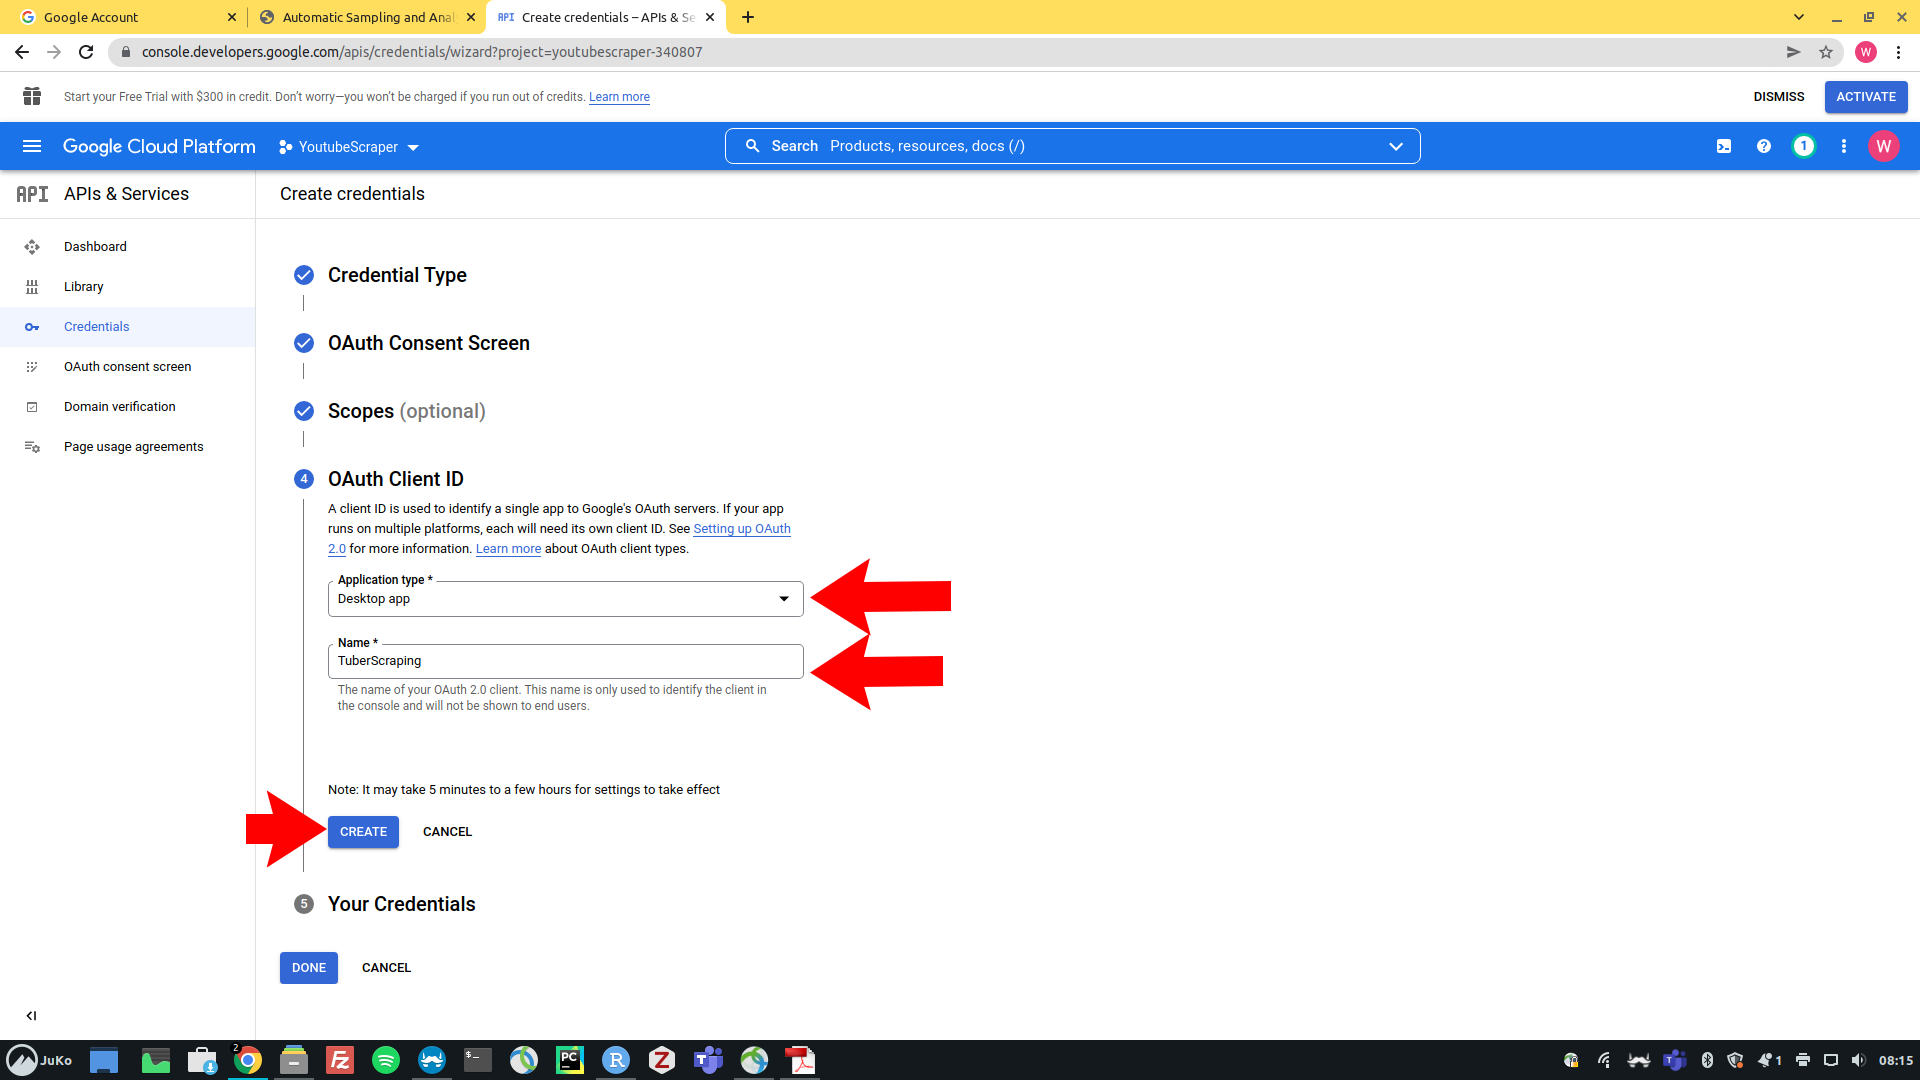 Google Account
Automatic Sampling and Anal
API Create credentials – APIs & Se
console.developers.google.com/apis/credentials/wizard?project=youtubescraper-340807
W
Start your Free Trial with $300 in credit. Don’t worry—you won’t be charged if you run out of credits. Learn more
DISMISS
ACTIVATE
Google Cloud Platform
YoutubeScraper
Search Products, resources, docs (/)
1
W
API APIs & Services
Create credentials
Dashboard
Library
Credentials
OAuth consent screen
Domain verification
Page usage agreements
Credential Type
OAuth Consent Screen
Scopes (optional)
4 OAuth Client ID
A client ID is used to identify a single app to Google's OAuth servers. If your app
runs on multiple platforms, each will need its own client ID. See Setting up OAuth
2.0 for more information. Learn more about OAuth client types.
Application type *
Desktop app
Name *
TuberScraping
The name of your OAuth 2.0 client. This name is only used to identify the client in
the console and will not be shown to end users.
Note: It may take 5 minutes to a few hours for settings to take effect
CREATE
CANCEL
5 Your Credentials
DONE
CANCEL
JuKo
2
FZ
$
PC
R
Z
T
1
08:15